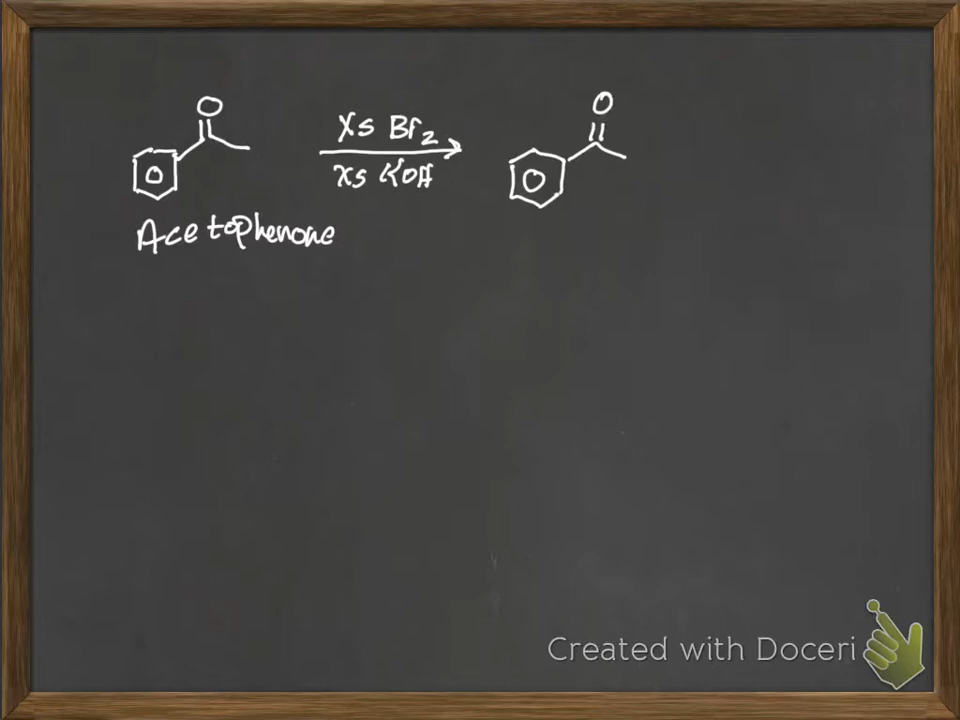 O
O
Xs Br2
Xs KOH
Acetophenone
Created with Doceri